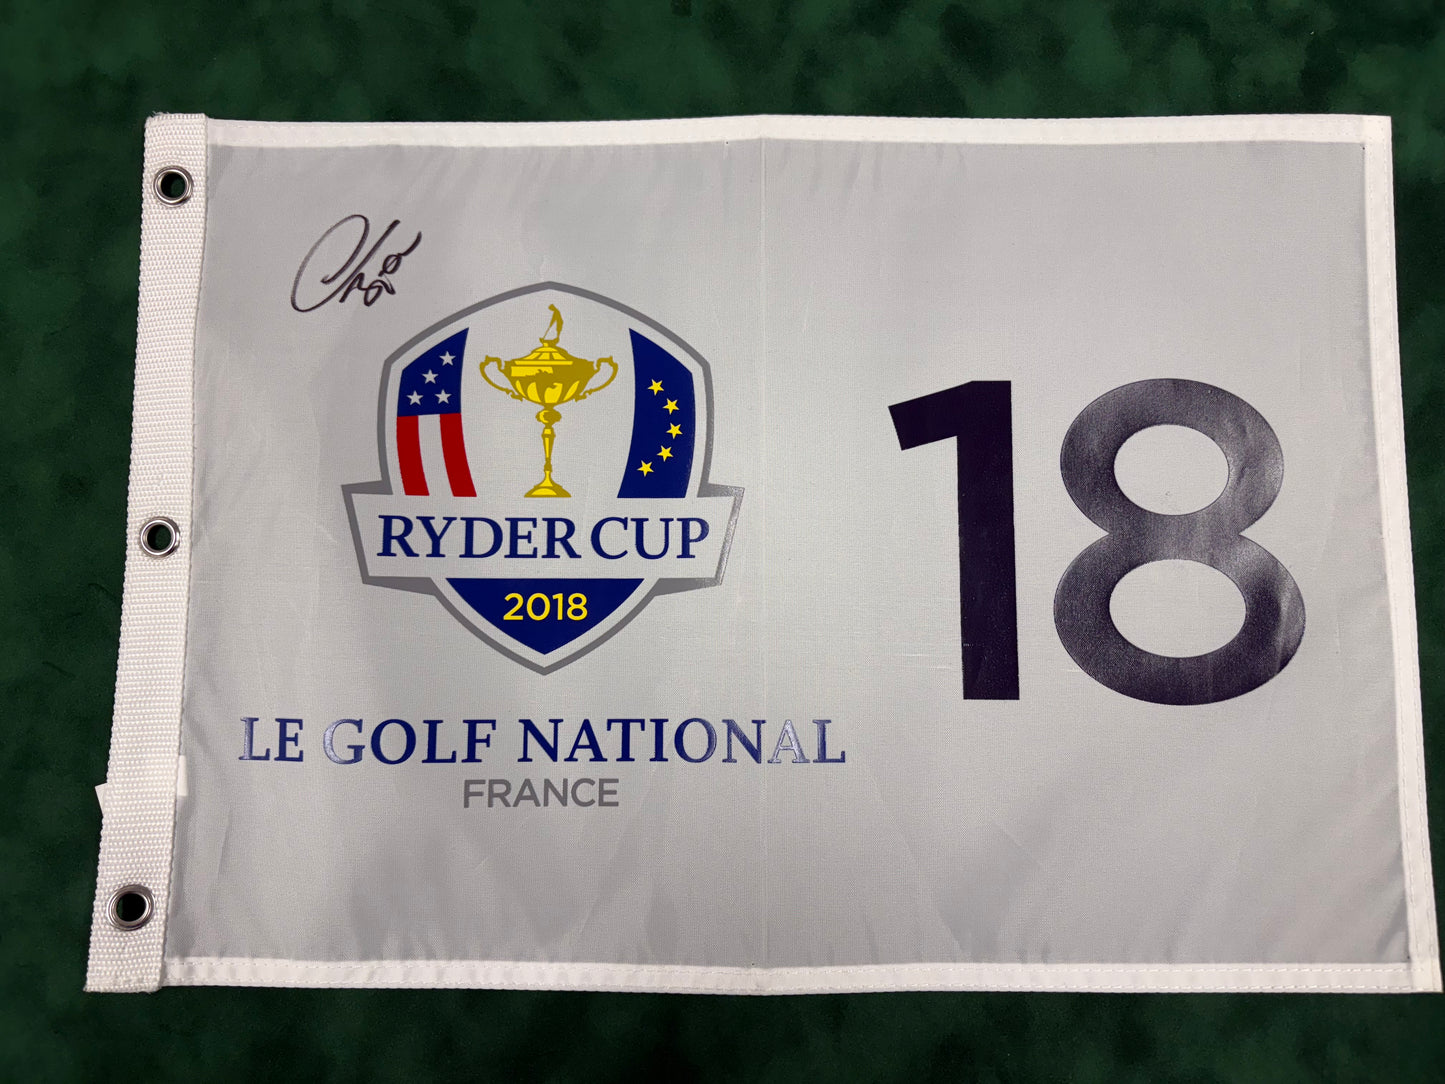 RYDER CUP
2018
LE GOLF NATIONAL
FRANCE
18